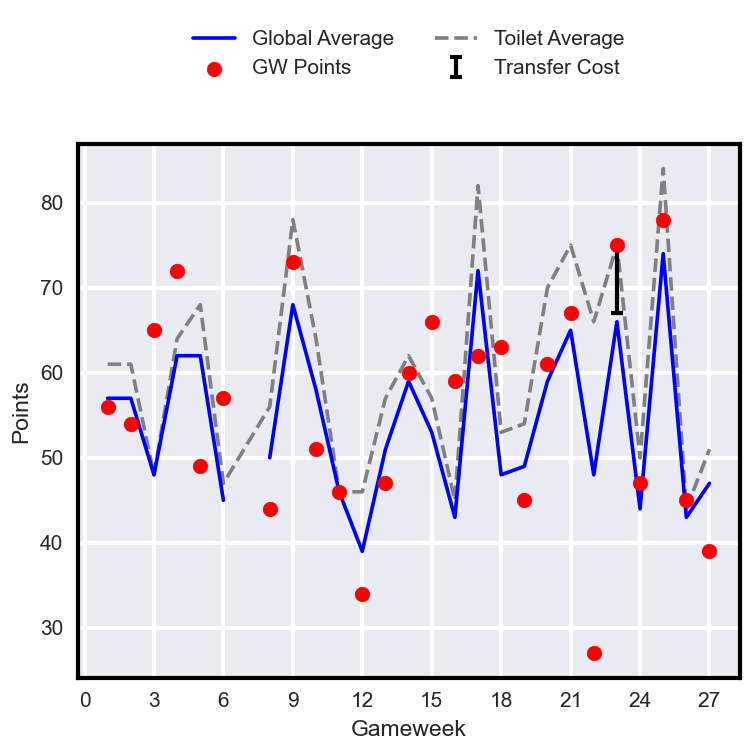 Global Average
Toilet Average
GW Points
Transfer Cost
80
70
60
50
40
30
Points
0 3 6 9 12 15 18 21 24 27
Gameweek